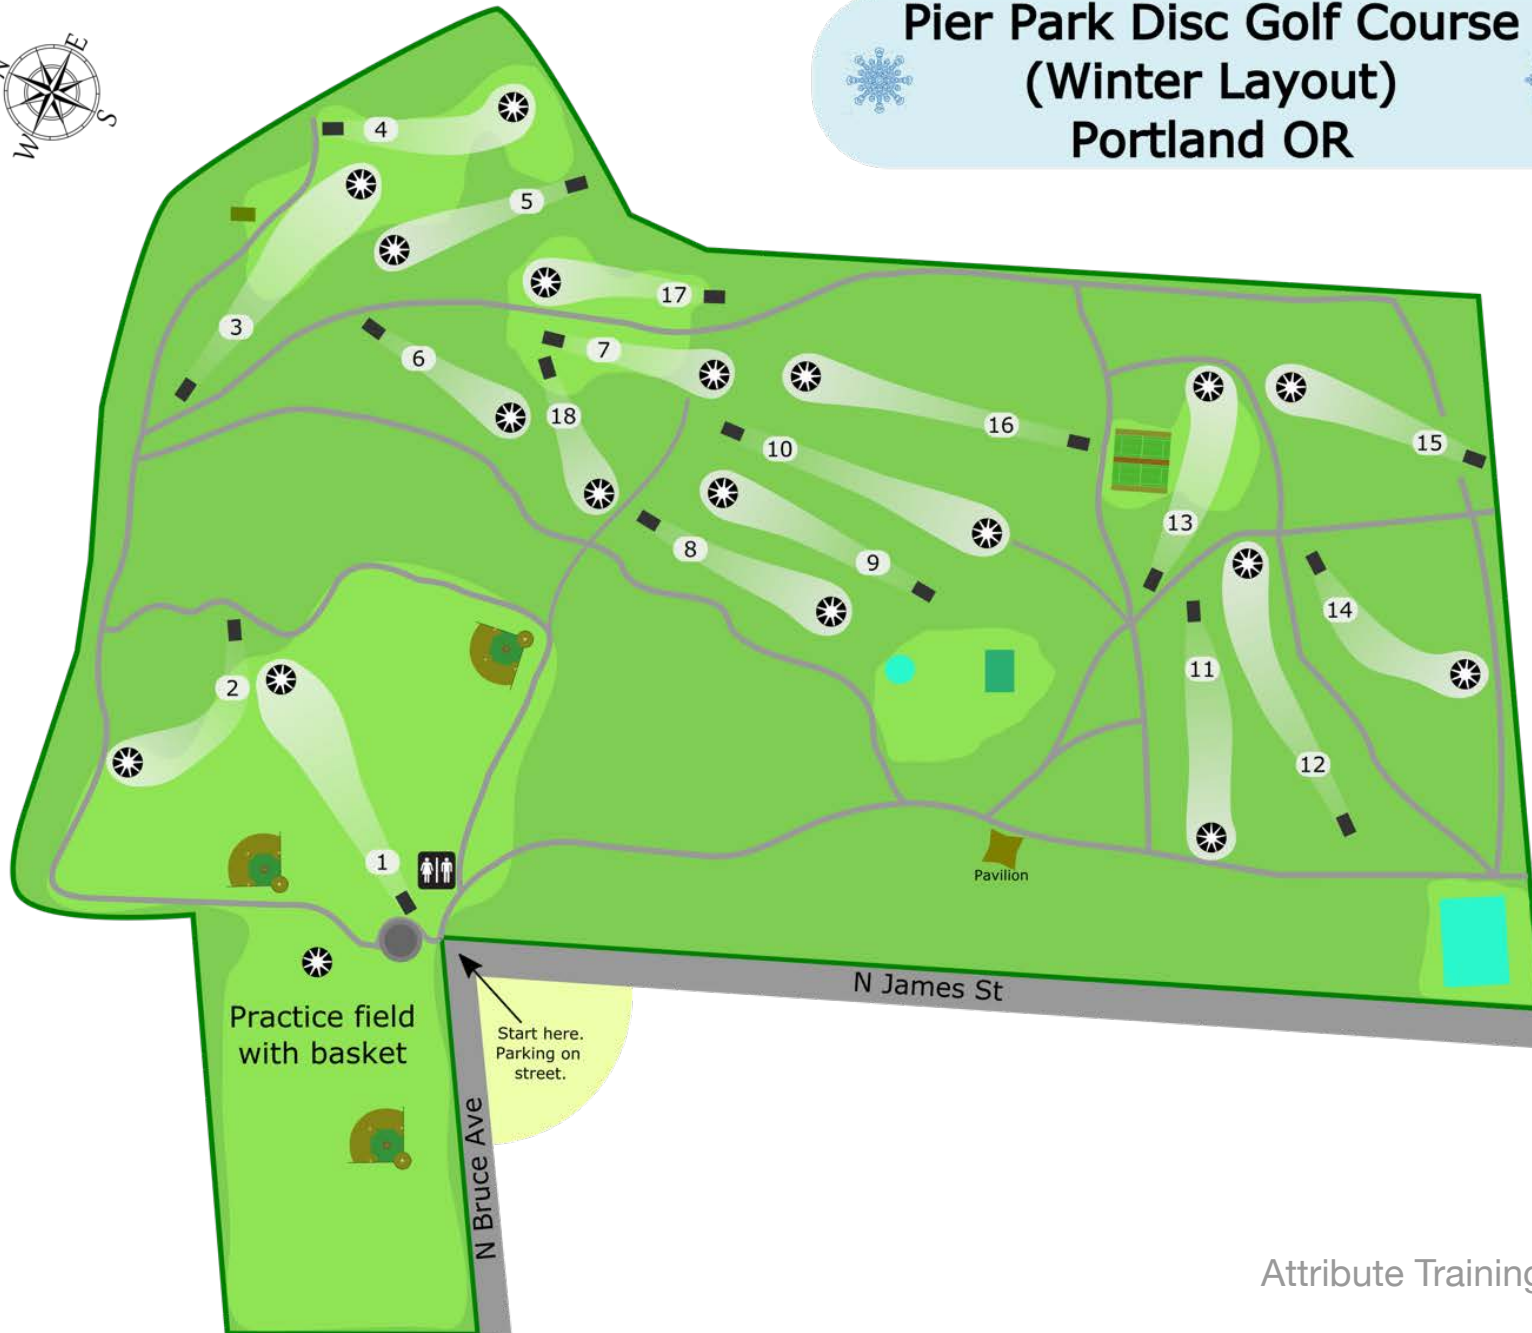 Pier Park Disc Golf Course
(Winter Layout)
Portland OR
N
E
S
W
4
5
3
17
7
6
18
16
10
15
13
8
9
14
11
2
12
1
Pavilion
N James St
Practice field
with basket
Start here.
Parking on
street.
N Bruce Ave
Attribute Training